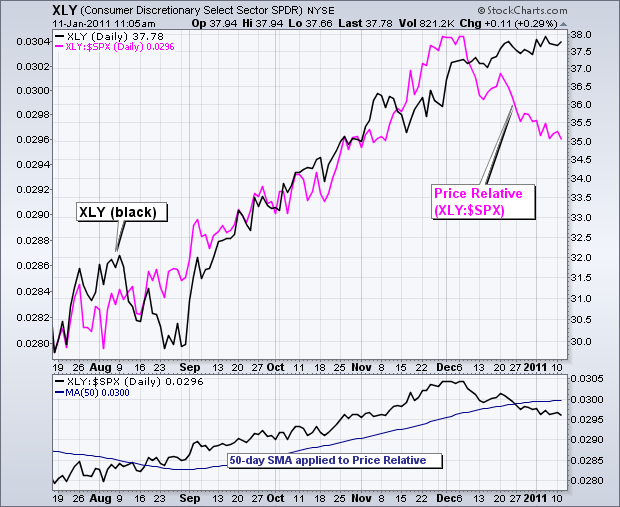 XLY (Consumer Discretionary Select Sector SPDR) NYSE © StockCharts.com
11-Jan-2011 11:05am Op 37.94 Hi 37.94 Lo 37.66 Last 37.78 Vol 821.2K Chg +0.11 (+0.29%)
XLY (Daily) 37.78
XLY:$SPX (Daily) 0.0296
0.0304
0.0300
0.0298
0.0296
0.0292
0.0290
0.0288
0.0286
0.0284
0.0280
38.0
37.5
37.0
36.5
36.0
35.5
35.0
34.5
34.0
33.5
33.0
32.5
32.0
31.5
31.0
30.5
30.0
XLY (black)
Price Relative
(XLY:$SPX)
19 26 Aug 9 16 23 Sep 13 20 27 Oct 11 18 25 Nov 8 15 22 Dec 6 13 20 27 2011 10
XLY:$SPX (Daily) 0.0296
MA(50) 0.0300
0.0305
0.0300
0.0295
0.0290
0.0285
0.0280
50-day SMA applied to Price Relative
19 26 Aug 9 16 23 Sep 13 20 27 Oct 11 18 25 Nov 8 15 22 Dec 6 13 20 27 2011 10